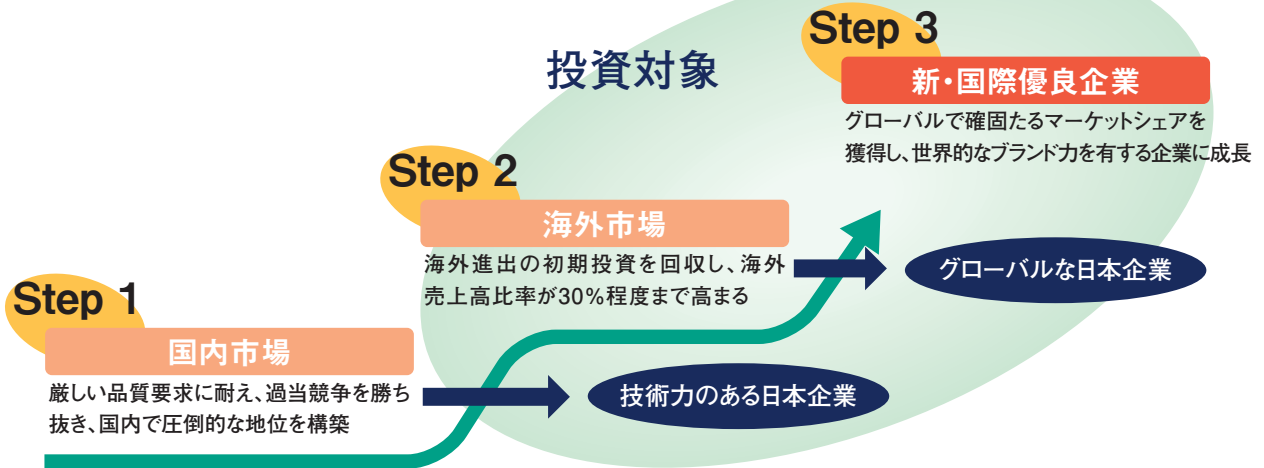 投資対象
Step 3
新・国際優良企業
グローバルで確固たるマーケットシェアを
獲得し、世界的なブランド力を有する企業に成長
Step 2
海外市場
海外進出の初期投資を回収し、海外
売上高比率が30%程度まで高まる
グローバルな日本企業
Step 1
国内市場
厳しい品質要求に耐え、過当競争を勝ち
抜き、国内で圧倒的な地位を構築
技術力のある日本企業